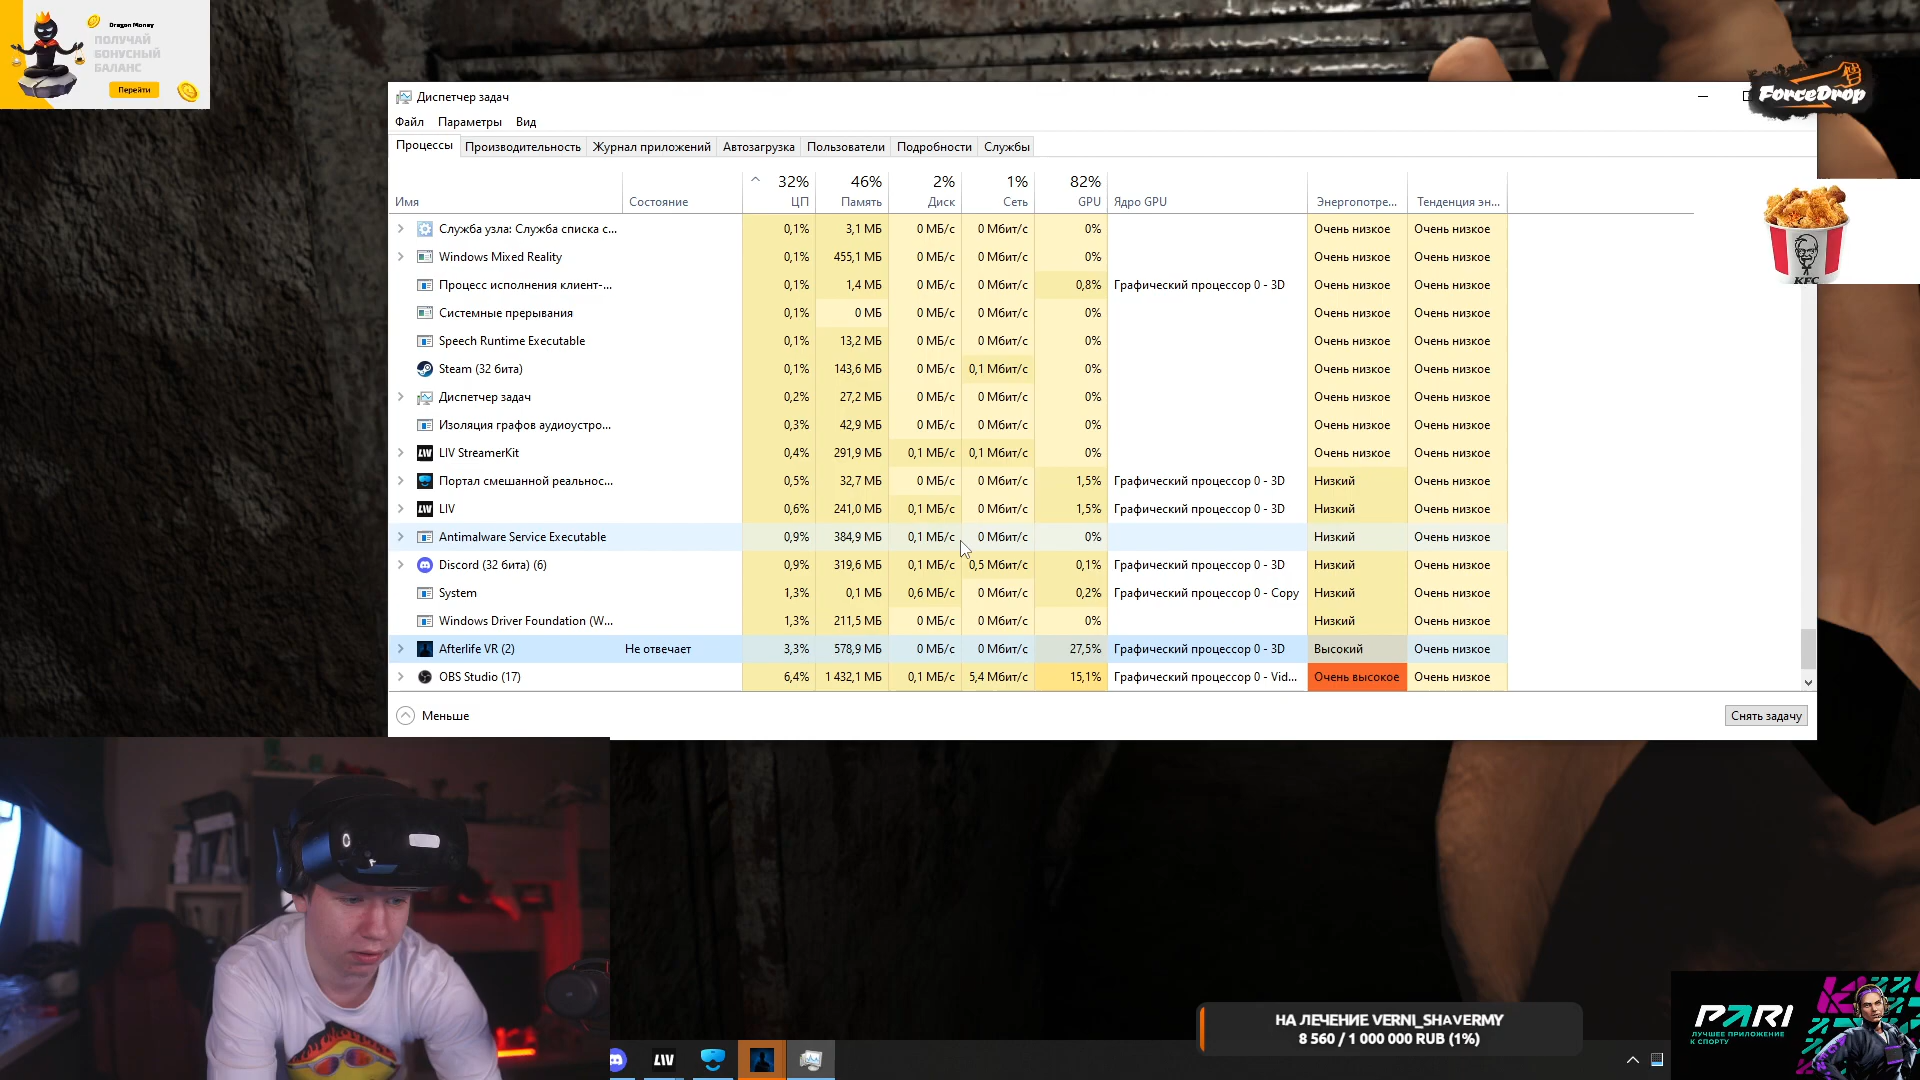 Dragon Money
ПОЛУЧАЙ
БОНУСНЫЙ
БАЛАНС
Перейти
Диспетчер задач
Файл Параметры Вид
Процессы Производительность Журнал приложений Автозагрузка Пользователи Подробности Службы
32% 46% 2% 1% 82%
Имя Состояние ЦП Память Диск Сеть GPU Ядро GPU Энергопотре... Тенденция эн...
Служба узла: Служба списка с... 0,1% 3,1 МБ 0 МБ/с 0 Мбит/с 0% Очень низкое Очень низкое
Windows Mixed Reality 0,1% 455,1 МБ 0 МБ/с 0 Мбит/с 0% Очень низкое Очень низкое
Процесс исполнения клиент-... 0,1% 1,4 МБ 0 МБ/с 0 Мбит/с 0,8% Графический процессор 0 - 3D Очень низкое Очень низкое
Системные прерывания 0,1% 0 МБ 0 МБ/с 0 Мбит/с 0% Очень низкое Очень низкое
Speech Runtime Executable 0,1% 13,2 МБ 0 МБ/с 0 Мбит/с 0% Очень низкое Очень низкое
Steam (32 бита) 0,1% 143,6 МБ 0 МБ/с 0,1 Мбит/с 0% Очень низкое Очень низкое
Диспетчер задач 0,2% 27,2 МБ 0 МБ/с 0 Мбит/с 0% Очень низкое Очень низкое
Изоляция графов аудиоустро... 0,3% 42,9 МБ 0 МБ/с 0 Мбит/с 0% Очень низкое Очень низкое
LIV StreamerKit 0,4% 291,9 МБ 0,1 МБ/с 0,1 Мбит/с 0% Очень низкое Очень низкое
Портал смешанной реальнос... 0,5% 32,7 МБ 0 МБ/с 0 Мбит/с 1,5% Графический процессор 0 - 3D Низкий Очень низкое
LIV 0,6% 241,0 МБ 0,1 МБ/с 0 Мбит/с 1,5% Графический процессор 0 - 3D Низкий Очень низкое
Antimalware Service Executable 0,9% 384,9 МБ 0,1 МБ/с 0 Мбит/с 0% Низкий Очень низкое
Discord (32 бита) (6) 0,9% 319,6 МБ 0,1 МБ/с 0,5 Мбит/с 0,1% Графический процессор 0 - 3D Низкий Очень низкое
System 1,3% 0,1 МБ 0,6 МБ/с 0 Мбит/с 0,2% Графический процессор 0 - Copy Низкий Очень низкое
Windows Driver Foundation (W... 1,3% 211,5 МБ 0 МБ/с 0 Мбит/с 0% Низкий Очень низкое
Afterlife VR (2) Не отвечает 3,3% 578,9 МБ 0 МБ/с 0 Мбит/с 27,5% Графический процессор 0 - 3D Высокий Очень низкое
OBS Studio (17) 6,4% 1 432,1 МБ 0,1 МБ/с 5,4 Мбит/с 15,1% Графический процессор 0 - Vid... Очень высокое Очень низкое
Меньше Снять задачу
ForceDrop
KFC
НА ЛЕЧЕНИЕ VERNI_SHAVERMY
8 560 / 1 000 000 RUB (1%)
PARI
ЛУЧШЕЕ ПРИЛОЖЕНИЕ
К СПОРТУ
LIV